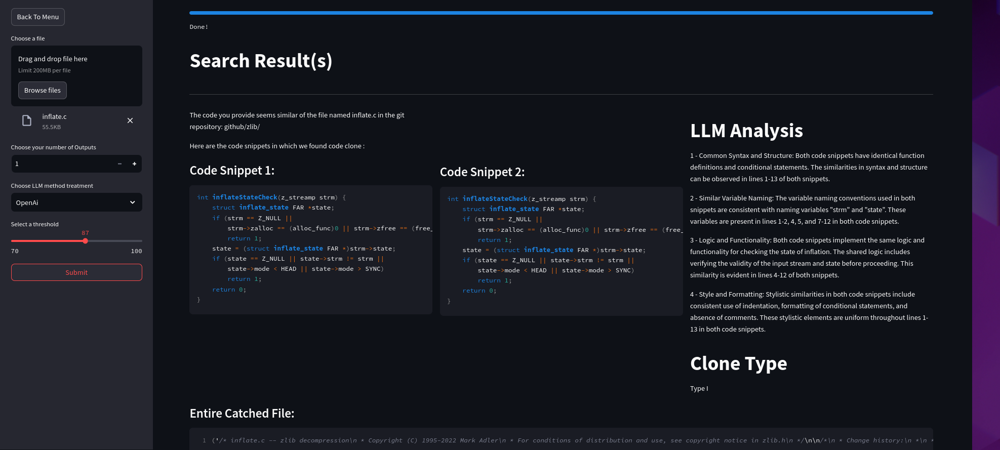 Back To Menu
Choose a file
Drag and drop file here
Limit 200MB per file
Browse files
inflate.c
55.5KB
Choose your number of Outputs
1
Choose LLM method treatment
OpenAi
Select a threshold
87
70 100
Submit
Done!
Search Result(s)
The code you provide seems similar of the file named inflate.c in the git
repository: github/zlib/
Here are the code snippets in which we found code clone :
Code Snippet 1:
int inflateStateCheck(z_streamp strm) {
    struct inflate_state FAR *state;
    if (strm == Z_NULL ||
        strm->zalloc == (alloc_func)0 || strm->zfree == (free_
        return 1;
    state = (struct inflate_state FAR *)strm->state;
    if (state == Z_NULL || state->strm != strm ||
        state->mode < HEAD || state->mode > SYNC)
        return 1;
    return 0;
}
Code Snippet 2:
int inflateStateCheck(z_streamp strm) {
    struct inflate_state FAR *state;
    if (strm == Z_NULL ||
        strm->zalloc == (alloc_func)0 || strm->zfree == (free_
        return 1;
    state = (struct inflate_state FAR *)strm->state;
    if (state == Z_NULL || state->strm != strm ||
        state->mode < HEAD || state->mode > SYNC)
        return 1;
    return 0;
}
LLM Analysis
1 - Common Syntax and Structure: Both code snippets have identical function
definitions and conditional statements. The similarities in syntax and structure
can be observed in lines 1-13 of both snippets.
2 - Similar Variable Naming: The variable naming conventions used in both
snippets are consistent with naming variables "strm" and "state". These
variables are present in lines 1-2, 4, 5, and 7-12 in both code snippets.
3 - Logic and Functionality: Both code snippets implement the same logic and
functionality for checking the state of inflation. The shared logic includes
verifying the validity of the input stream and state before proceeding. This
similarity is evident in lines 4-12 of both snippets.
4 - Style and Formatting: Stylistic similarities in both code snippets include
consistent use of indentation, formatting of conditional statements, and
absence of comments. These stylistic elements are uniform throughout lines 1-
13 in both code snippets.
Clone Type
Type I
Entire Catched File:
1 ('/* inflate.c -- zlib decompression\n * Copyright (C) 1995-2022 Mark Adler\n * For conditions of distribution and use, see copyright notice in zlib.h\n */\n\n/*\n * Change history:\n *\n *